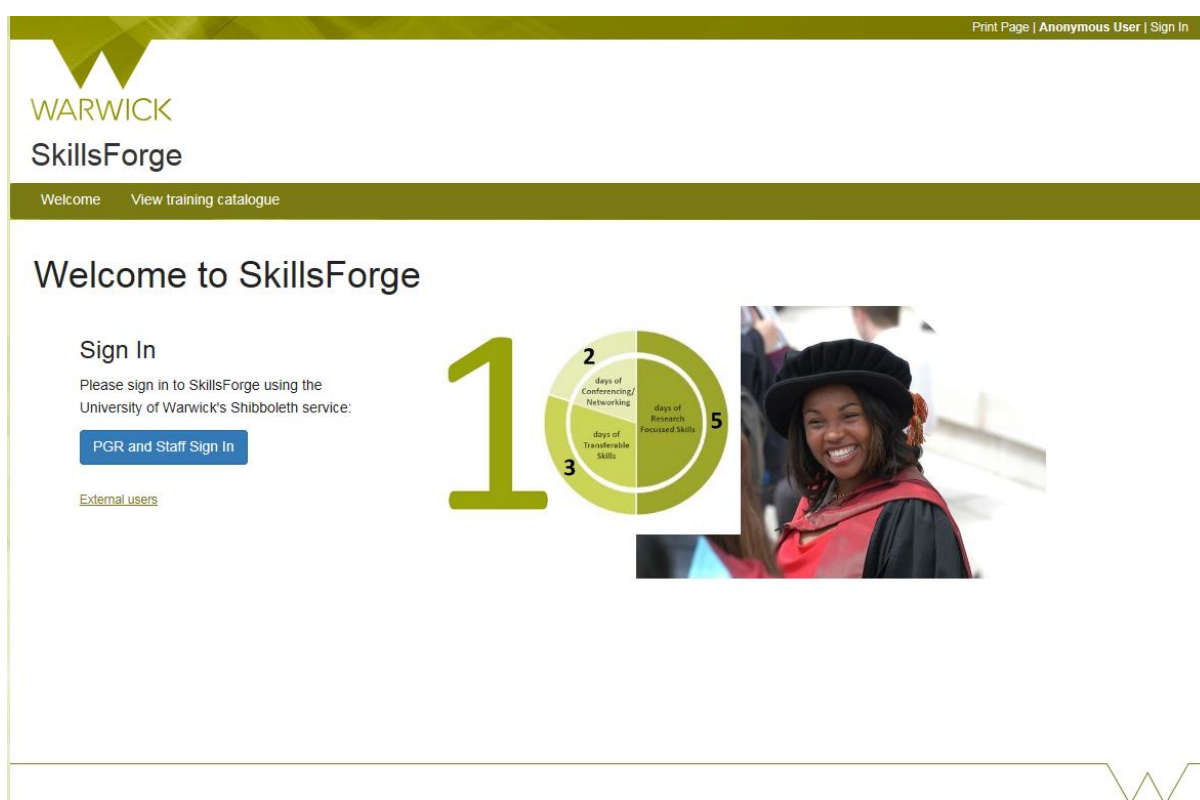 Print Page | Anonymous User | Sign In
WARWICK
SkillsForge
Welcome View training catalogue
Welcome to SkillsForge
Sign In
Please sign in to SkillsForge using the
University of Warwick's Shibboleth service:
PGR and Staff Sign In
External users
1
2
days of
Conferencing/
Networking
days of
Research
Focussed Skills
5
days of
Transferable
Skills
3